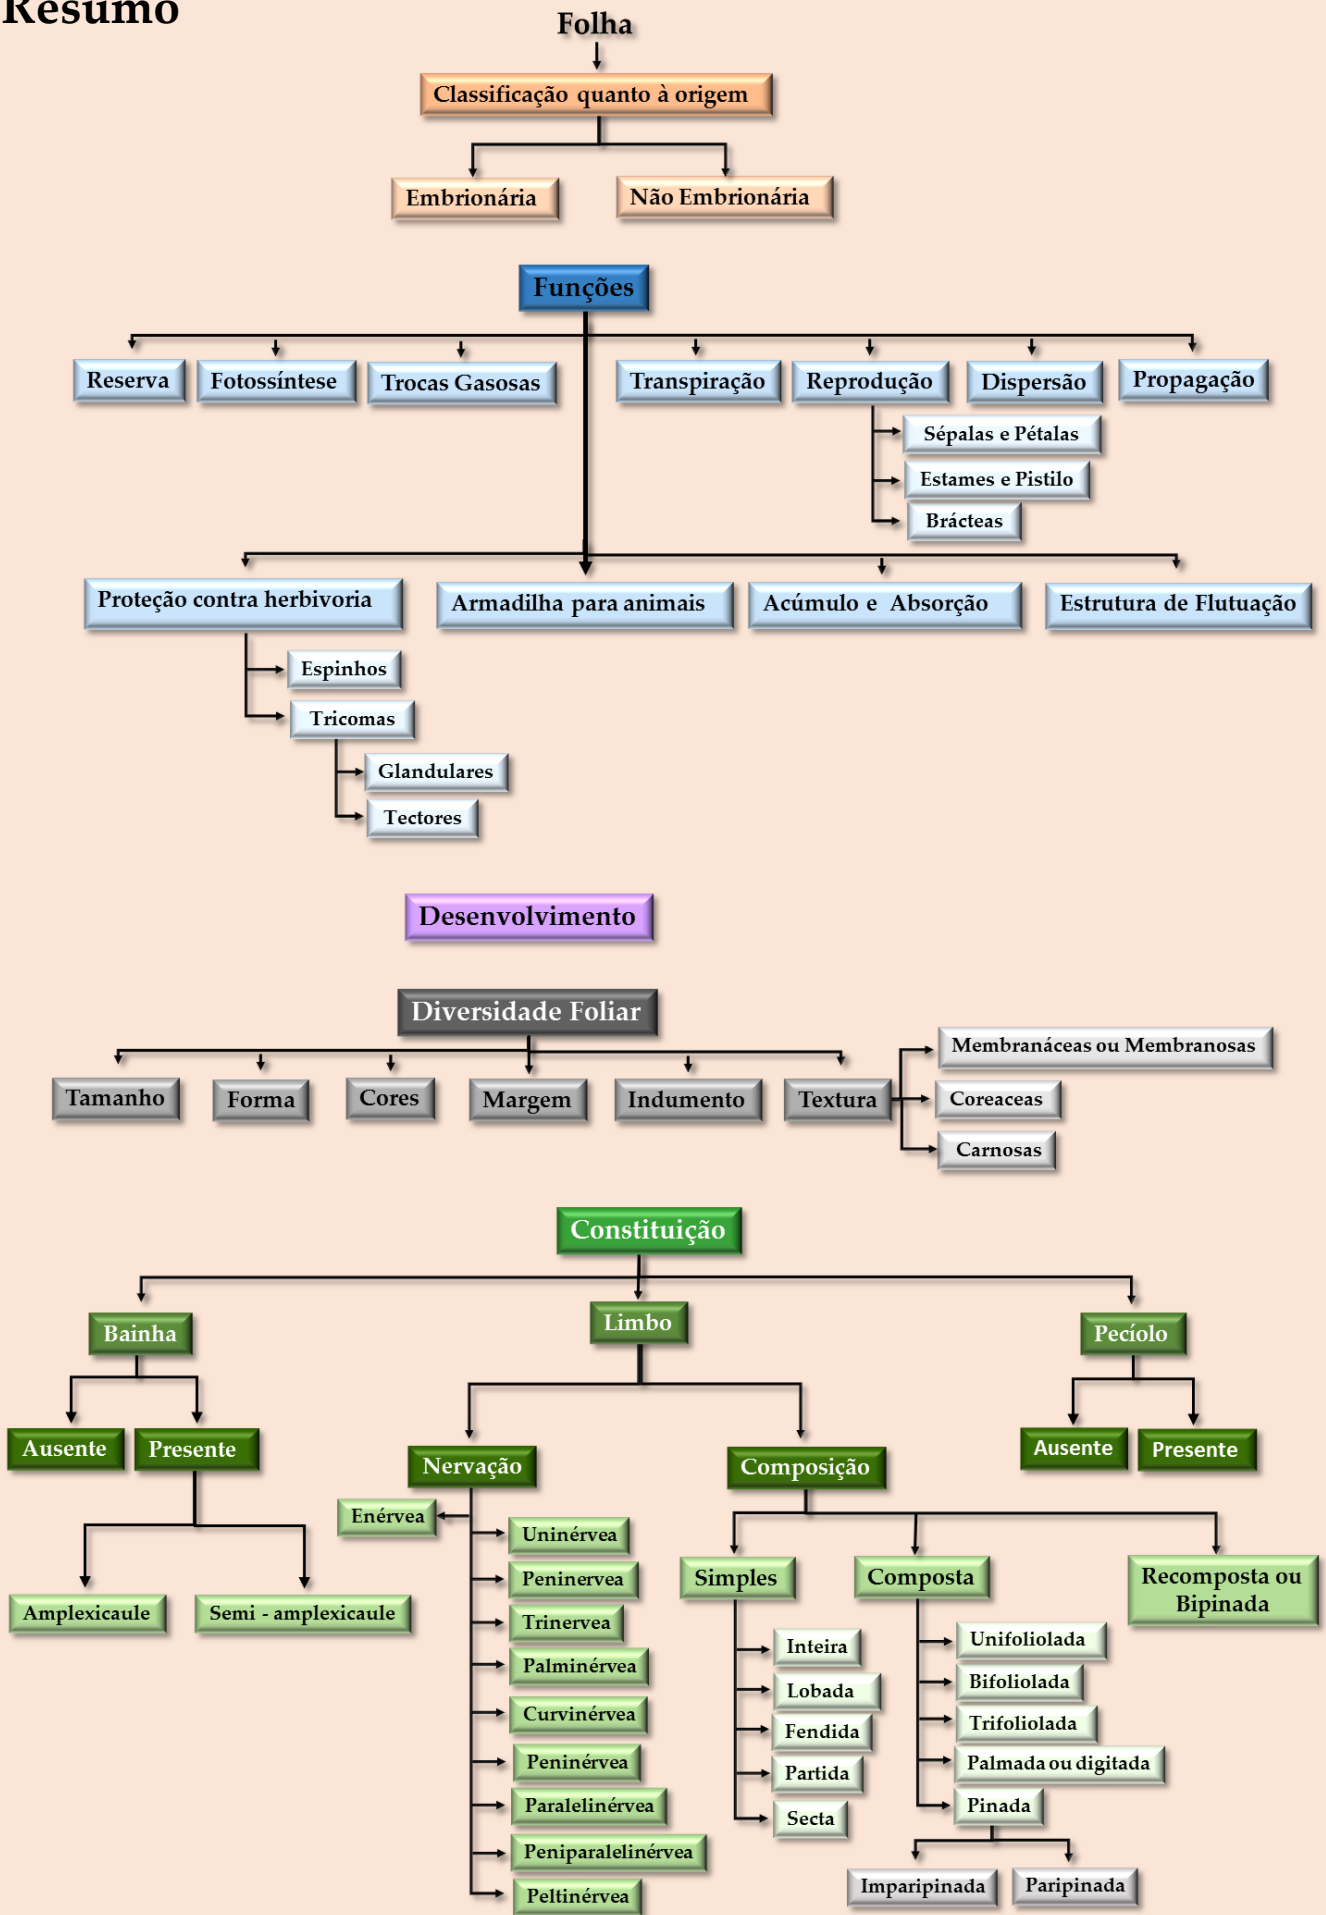 Resumo
Folha
Classificação quanto à origem
Embrionária
Não Embrionária
Funções
Reserva
Fotossíntese
Trocas Gasosas
Transpiração
Reprodução
Dispersão
Propagação
Sépalas e Pétalas
Estames e Pistilo
Brácteas
Proteção contra herbivoria
Armadilha para animais
Acúmulo e Absorção
Estrutura de Flutuação
Espinhos
Tricomas
Glandulares
Tectores
Desenvolvimento
Diversidade Foliar
Tamanho
Forma
Cores
Margem
Indumento
Textura
Membranáceas ou Membranosas
Coreaceas
Carnosas
Constituição
Bainha
Limbo
Pecíolo
Ausente
Presente
Nervação
Composição
Ausente
Presente
Amplexicaule
Semi - amplexicaule
Enérvea
Uninérvea
Peninervea
Trinervea
Palminérvea
Curvinérvea
Peninérvea
Paralelinérvea
Peniparalelinérvea
Peltinérvea
Simples
Composta
Recomposta ou
Bipinada
Inteira
Lobada
Fendida
Partida
Secta
Unifoliolada
Bifoliolada
Trifoliolada
Palmada ou digitada
Pinada
Imparipinada
Paripinada